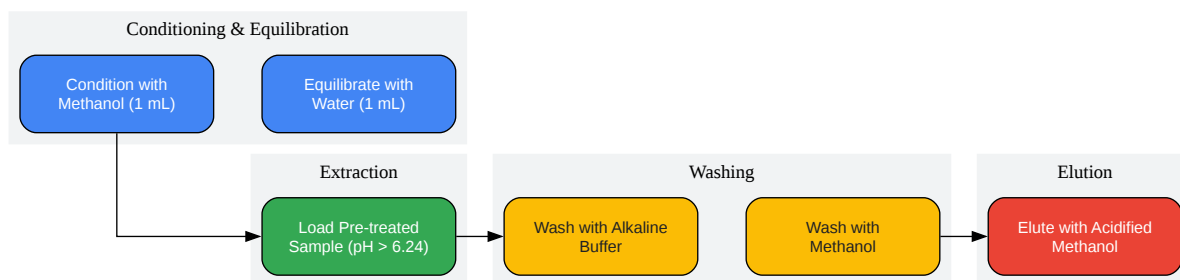 Conditioning & Equilibration
Condition with
Methanol (1 mL)
Equilibrate with
Water (1 mL)
Extraction
Load Pre-treated
Sample (pH > 6.24)
Washing
Wash with Alkaline
Buffer
Wash with
Methanol
Elution
Elute with Acidified
Methanol